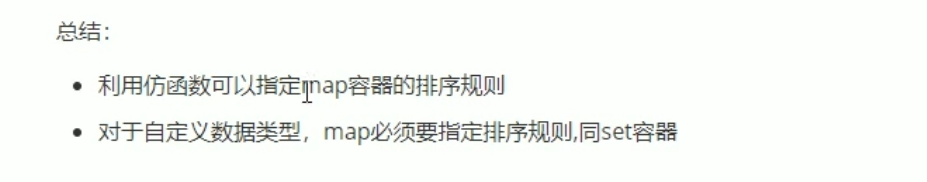 总结：
利用仿函数可以指定map容器的排序规则
对于自定义数据类型，map必须要指定排序规则,同set容器